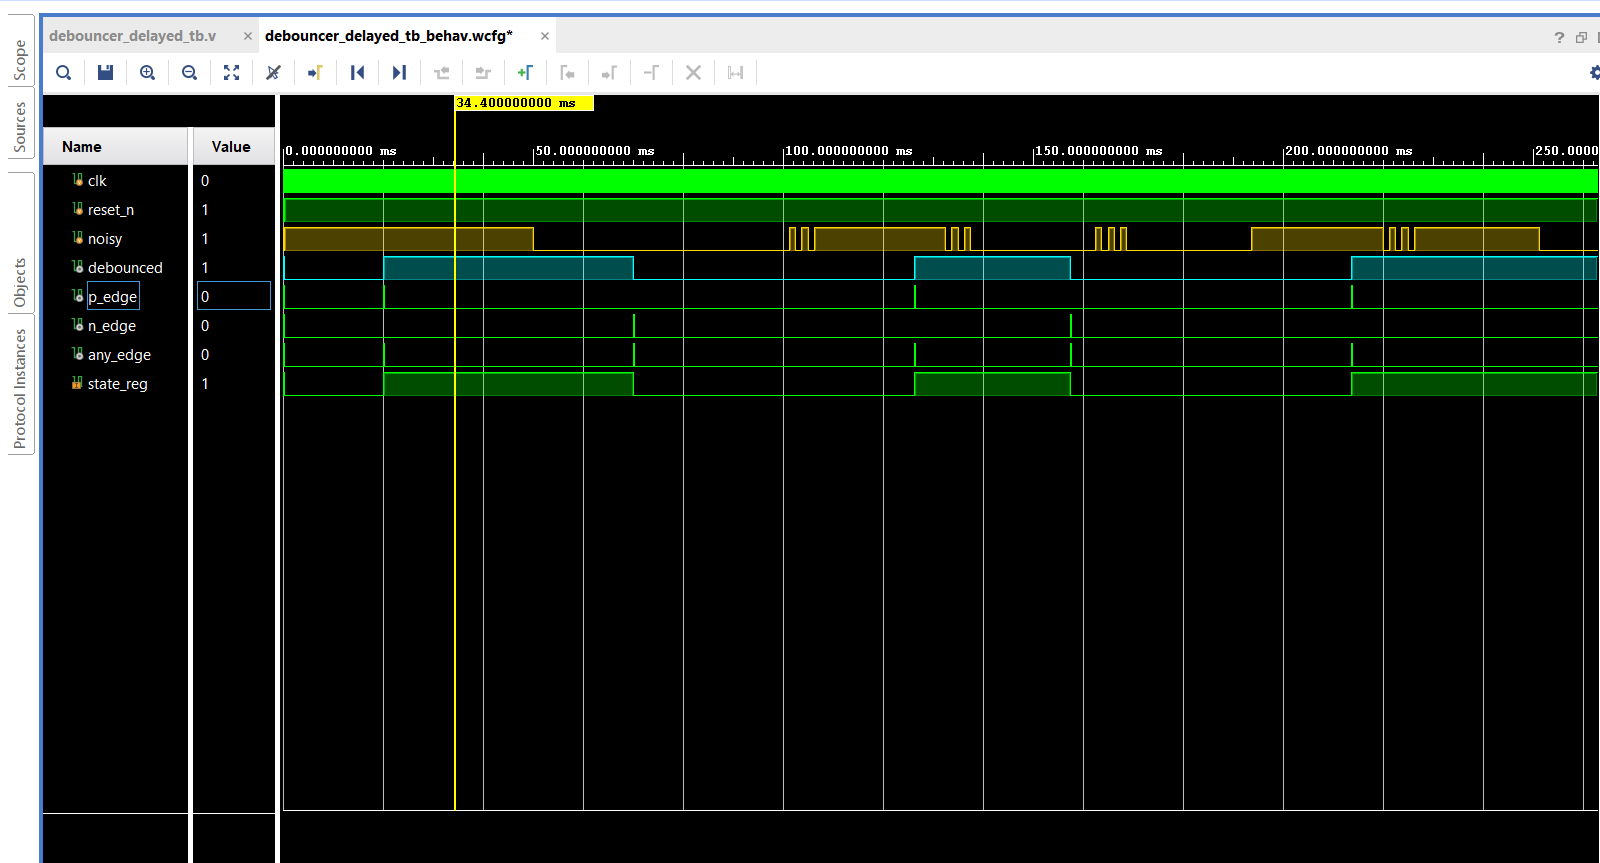 debouncer_delayed_tb.v × debouncer_delayed_tb_behav.wcfg* × ?
Scope
Sources
Objects
Protocol Instances
34.400000000 ms
Name Value
0.000000000 ms 50.000000000 ms 100.000000000 ms 150.000000000 ms 200.000000000 ms 250.0000
clk 0
reset_n 1
noisy 1
debounced 1
p_edge 0
n_edge 0
any_edge 0
state_reg 1